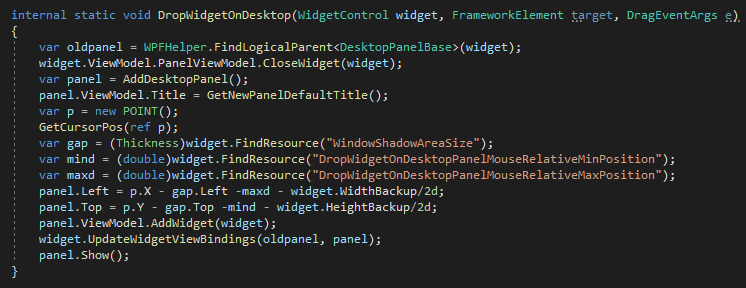 internal static void DropWidgetOnDesktop(WidgetControl widget, FrameworkElement target, DragEventArgs e)
{
    var oldpanel = WPFHelper.FindLogicalParent<DesktopPanelBase>(widget);
    widget.ViewModel.PanelViewModel.CloseWidget(widget);
    var panel = AddDesktopPanel();
    panel.ViewModel.Title = GetNewPanelDefaultTitle();
    var p = new POINT();
    GetCursorPos(ref p);
    var gap = (Thickness)widget.FindResource("WindowShadowAreaSize");
    var mind = (double)widget.FindResource("DropWidgetOnDesktopPanelMouseRelativeMinPosition");
    var maxd = (double)widget.FindResource("DropWidgetOnDesktopPanelMouseRelativeMaxPosition");
    panel.Left = p.X - gap.Left -maxd - widget.WidthBackup/2d;
    panel.Top = p.Y - gap.Top -mind - widget.HeightBackup/2d;
    panel.ViewModel.AddWidget(widget);
    widget.UpdateWidgetViewBindings(oldpanel, panel);
    panel.Show();
}